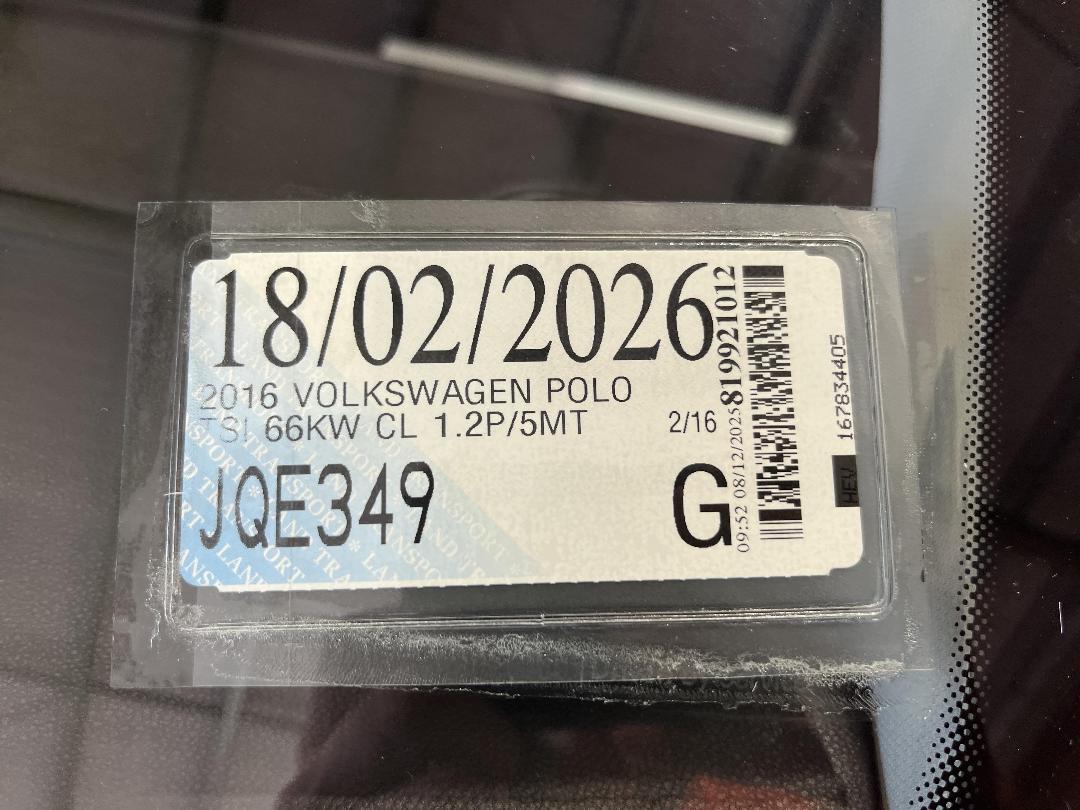 18/02/2026
2016 VOLKSWAGEN POLO
TSI 66KW CL 1.2P/5MT 2/16
JQE349 G
09:52 08/12/2025 819921012
167834405
HEV